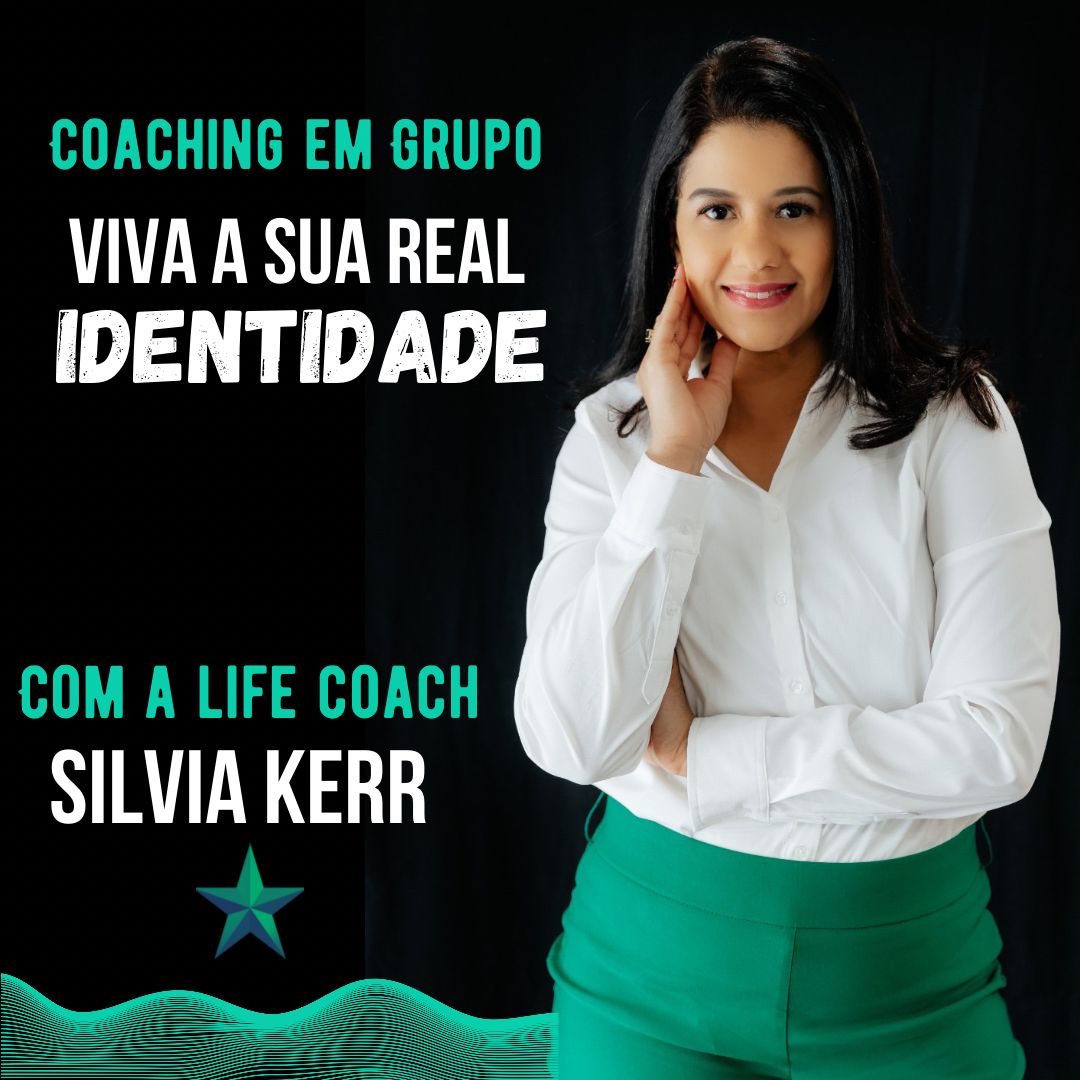 Coaching em Grupo
VIVA A SUA REAL
IDENTIDADE
Com a life coach
SILVIA KERR